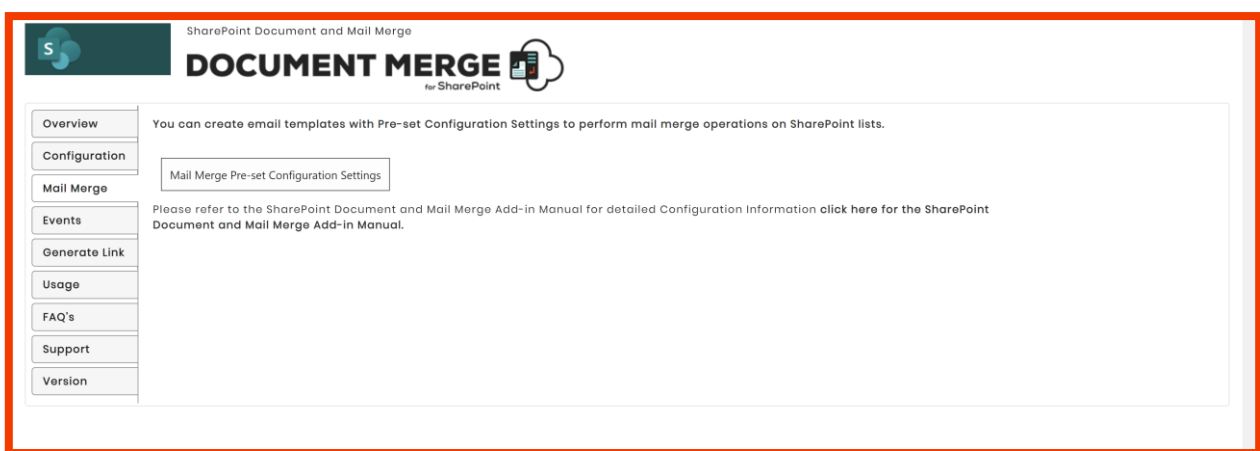 S
SharePoint Document and Mail Merge
DOCUMENT MERGE
for SharePoint
Overview
Configuration
Mail Merge
Events
Generate Link
Usage
FAQ's
Support
Version
You can create email templates with Pre-set Configuration Settings to perform mail merge operations on SharePoint lists.
Mail Merge Pre-set Configuration Settings
Please refer to the SharePoint Document and Mail Merge Add-in Manual for detailed Configuration Information click here for the SharePoint
Document and Mail Merge Add-in Manual.